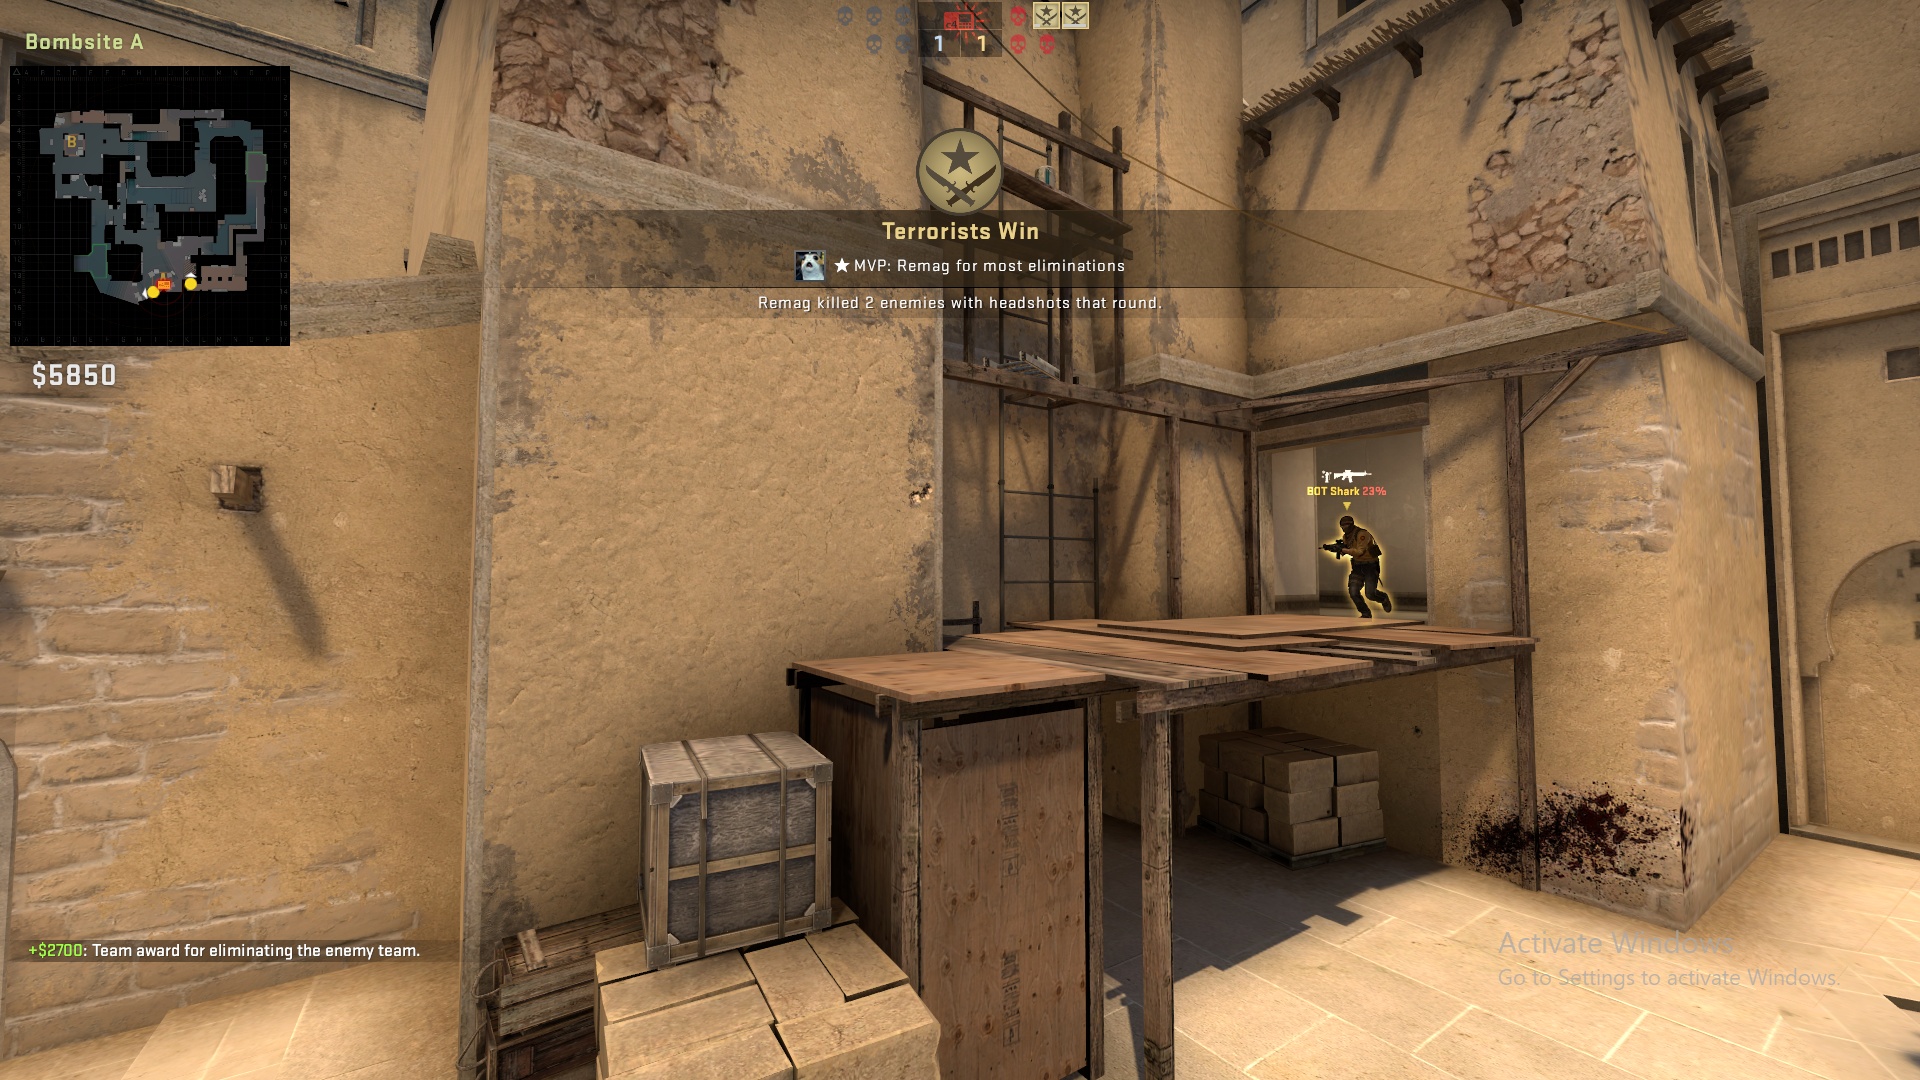 Bombsite A
B
A
$5850
1 1
Terrorists Win
MVP: Remag for most eliminations
Remag killed 2 enemies with headshots that round.
BOT Shark 23%
+$2700: Team award for eliminating the enemy team.
Activate Windows
Go to Settings to activate Windows.